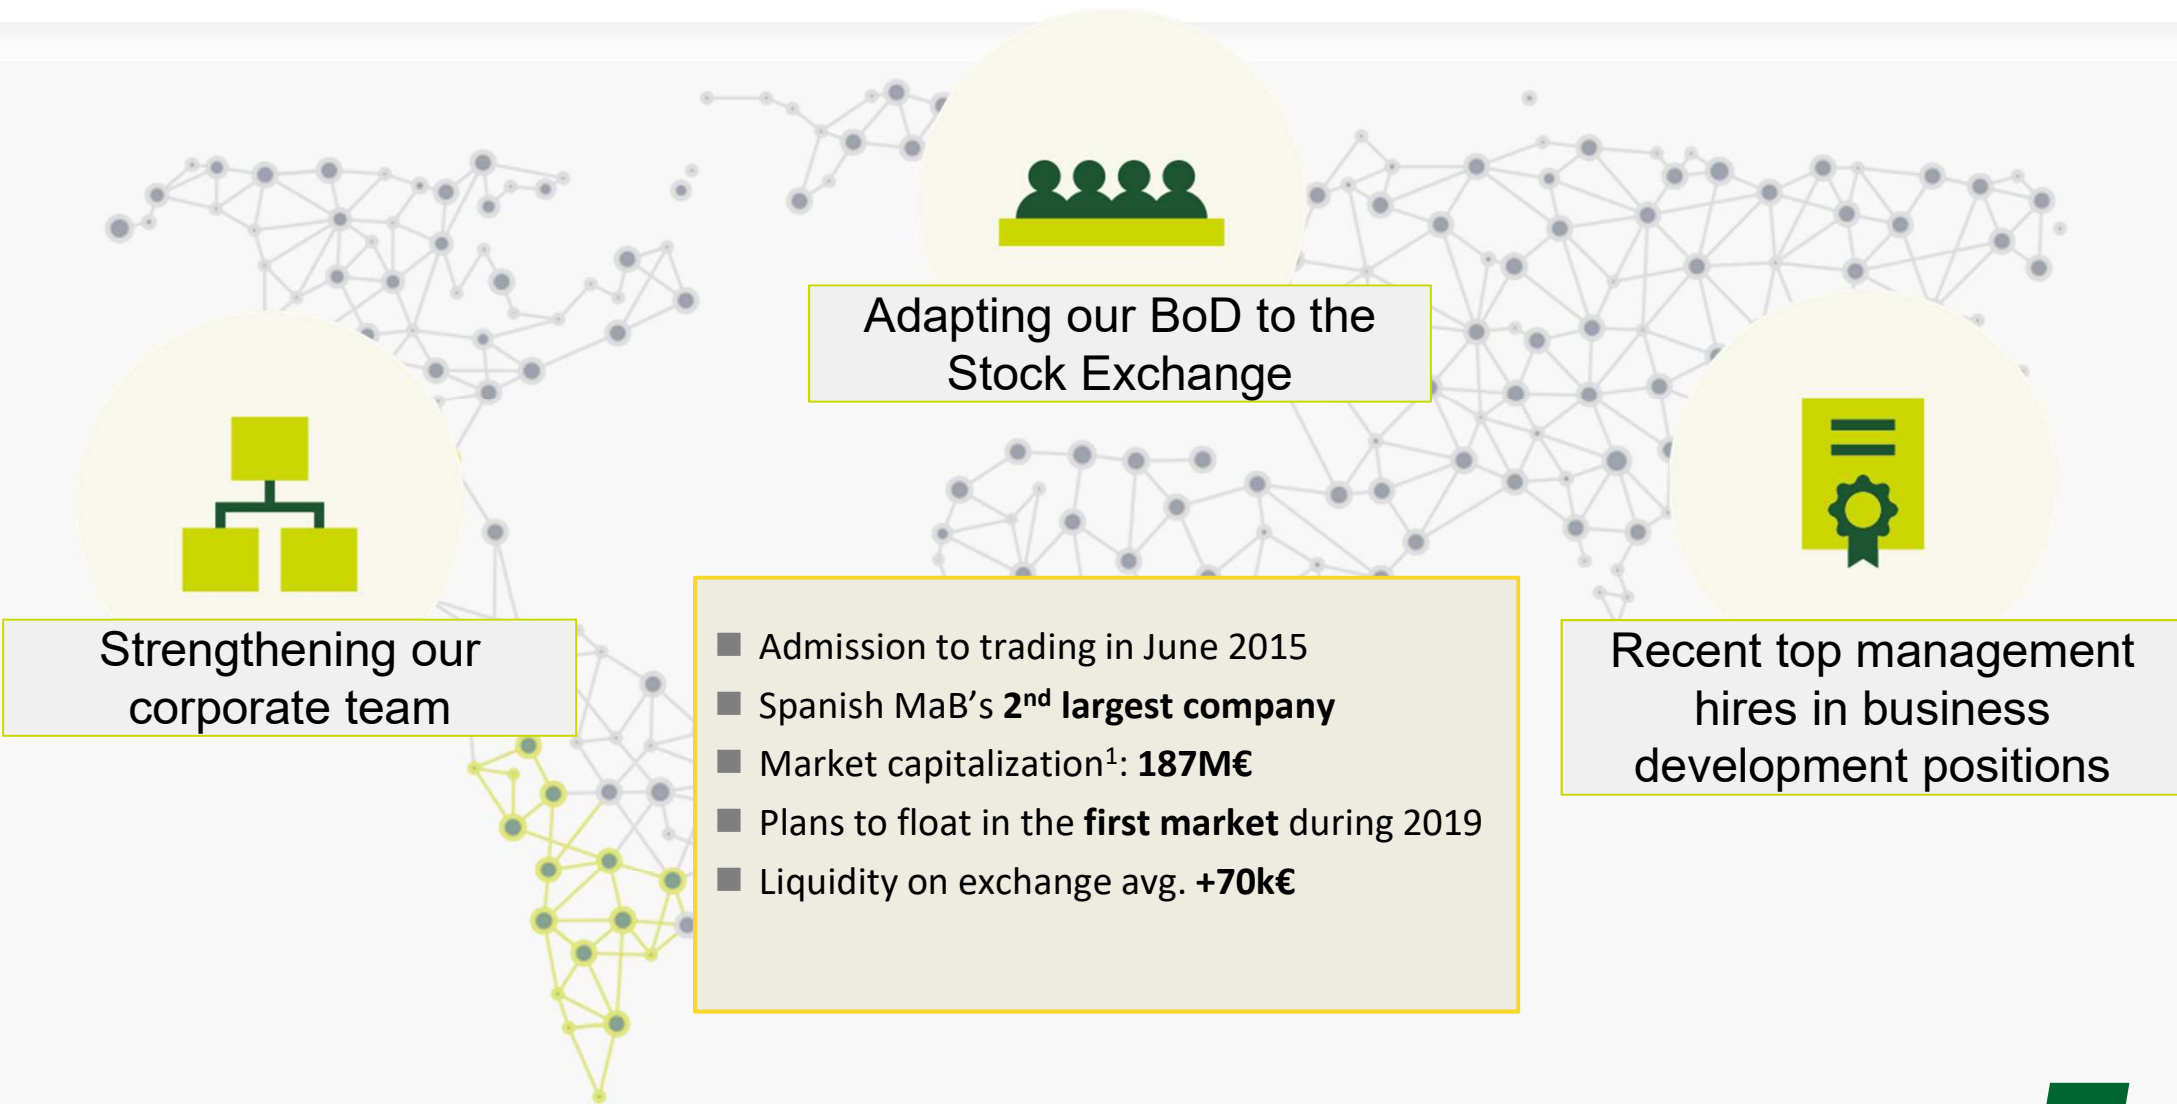 Adapting our BoD to the
Stock Exchange
Strengthening our
corporate team
Admission to trading in June 2015
Spanish MaB’s 2nd largest company
Market capitalization1: 187M€
Plans to float in the first market during 2019
Liquidity on exchange avg. +70k€
Recent top management
hires in business
development positions